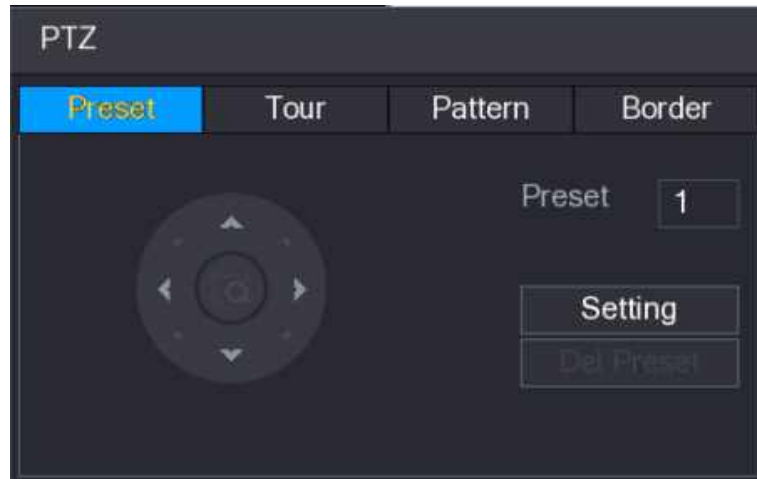 PTZ
Preset Tour Pattern Border
Preset 1
Setting
Del Preset